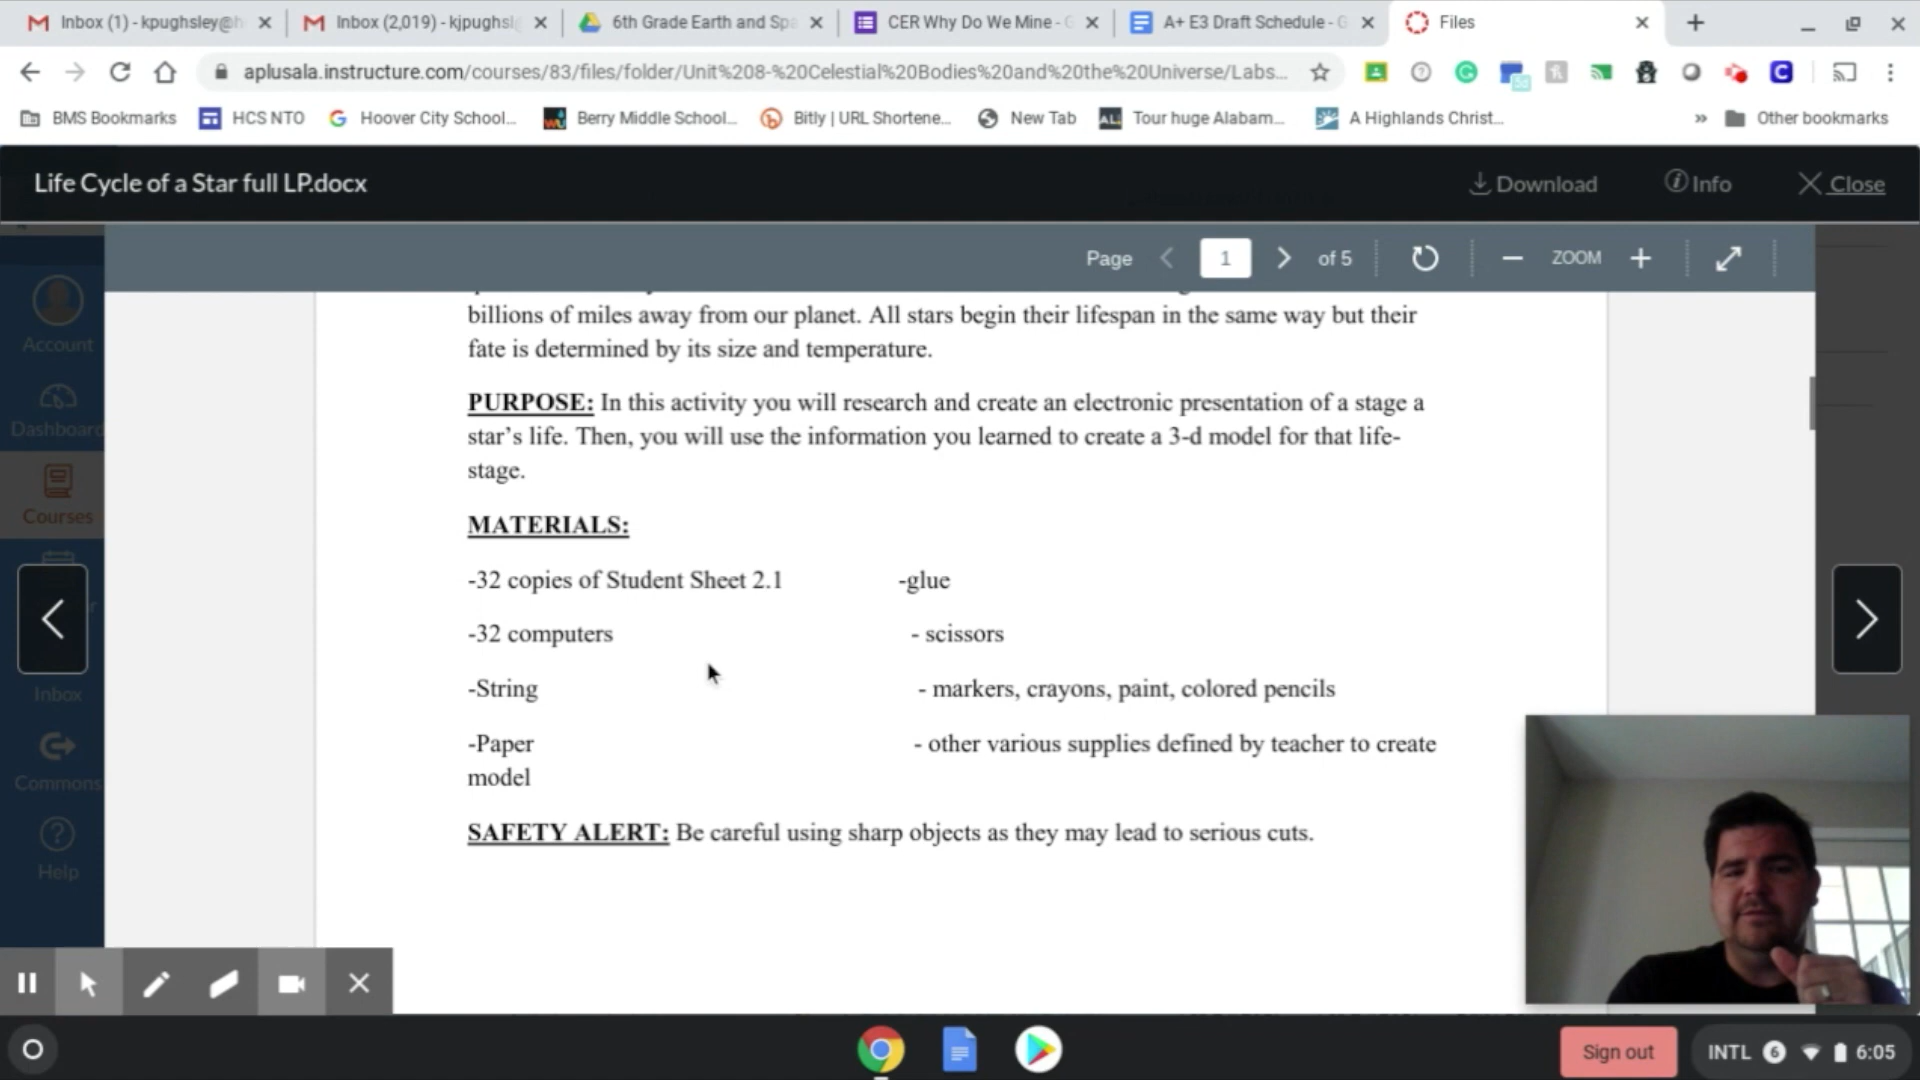 Inbox (1) - kpughsley@h
Inbox (2,019) - kjpughsl
6th Grade Earth and Spa
CER Why Do We Mine - G
A+ E3 Draft Schedule - G
Files
aplusala.instructure.com/courses/83/files/folder/Unit%208-%20Celestial%20Bodies%20and%20the%20Universe/Labs...
BMS Bookmarks
HCS NTO
Hoover City School...
Berry Middle School...
Bitly | URL Shortene...
New Tab
Tour huge Alabam...
A Highlands Christ...
»
Other bookmarks
Life Cycle of a Star full LP.docx
Download
Info
Close
Page 1 of 5
ZOOM
Account
Dashboard
Courses
Inbox
Commons
Help
billions of miles away from our planet. All stars begin their lifespan in the same way but their
fate is determined by its size and temperature.
PURPOSE: In this activity you will research and create an electronic presentation of a stage a
star's life. Then, you will use the information you learned to create a 3-d model for that life-
stage.
MATERIALS:
-32 copies of Student Sheet 2.1 -glue
-32 computers - scissors
-String - markers, crayons, paint, colored pencils
-Paper - other various supplies defined by teacher to create
model
SAFETY ALERT: Be careful using sharp objects as they may lead to serious cuts.
Sign out
INTL 6 6:05